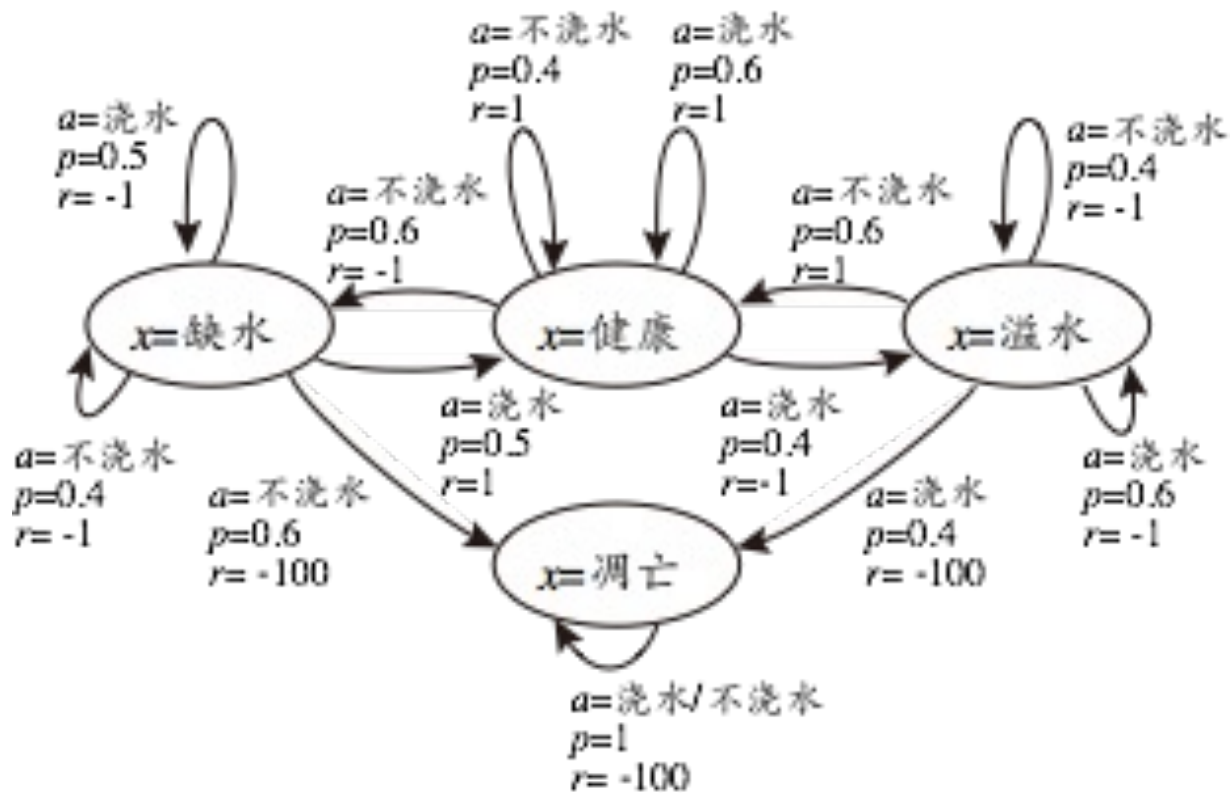 a=不浇水
p=0.4
r=1
a=浇水
p=0.6
r=1
a=浇水
p=0.5
r= -1
a=不浇水
p=0.4
r= -1
a=不浇水
p=0.6
r= -1
a=不浇水
p=0.6
r=1
x=缺水
x=健康
x=溢水
a=不浇水
p=0.4
r= -1
a=不浇水
p=0.6
r= -100
a=浇水
p=0.5
r=1
a=浇水
p=0.4
r=-1
a=浇水
p=0.4
r= -100
a=浇水
p=0.6
r= -1
x=凋亡
a=浇水/不浇水
p=1
r= -100